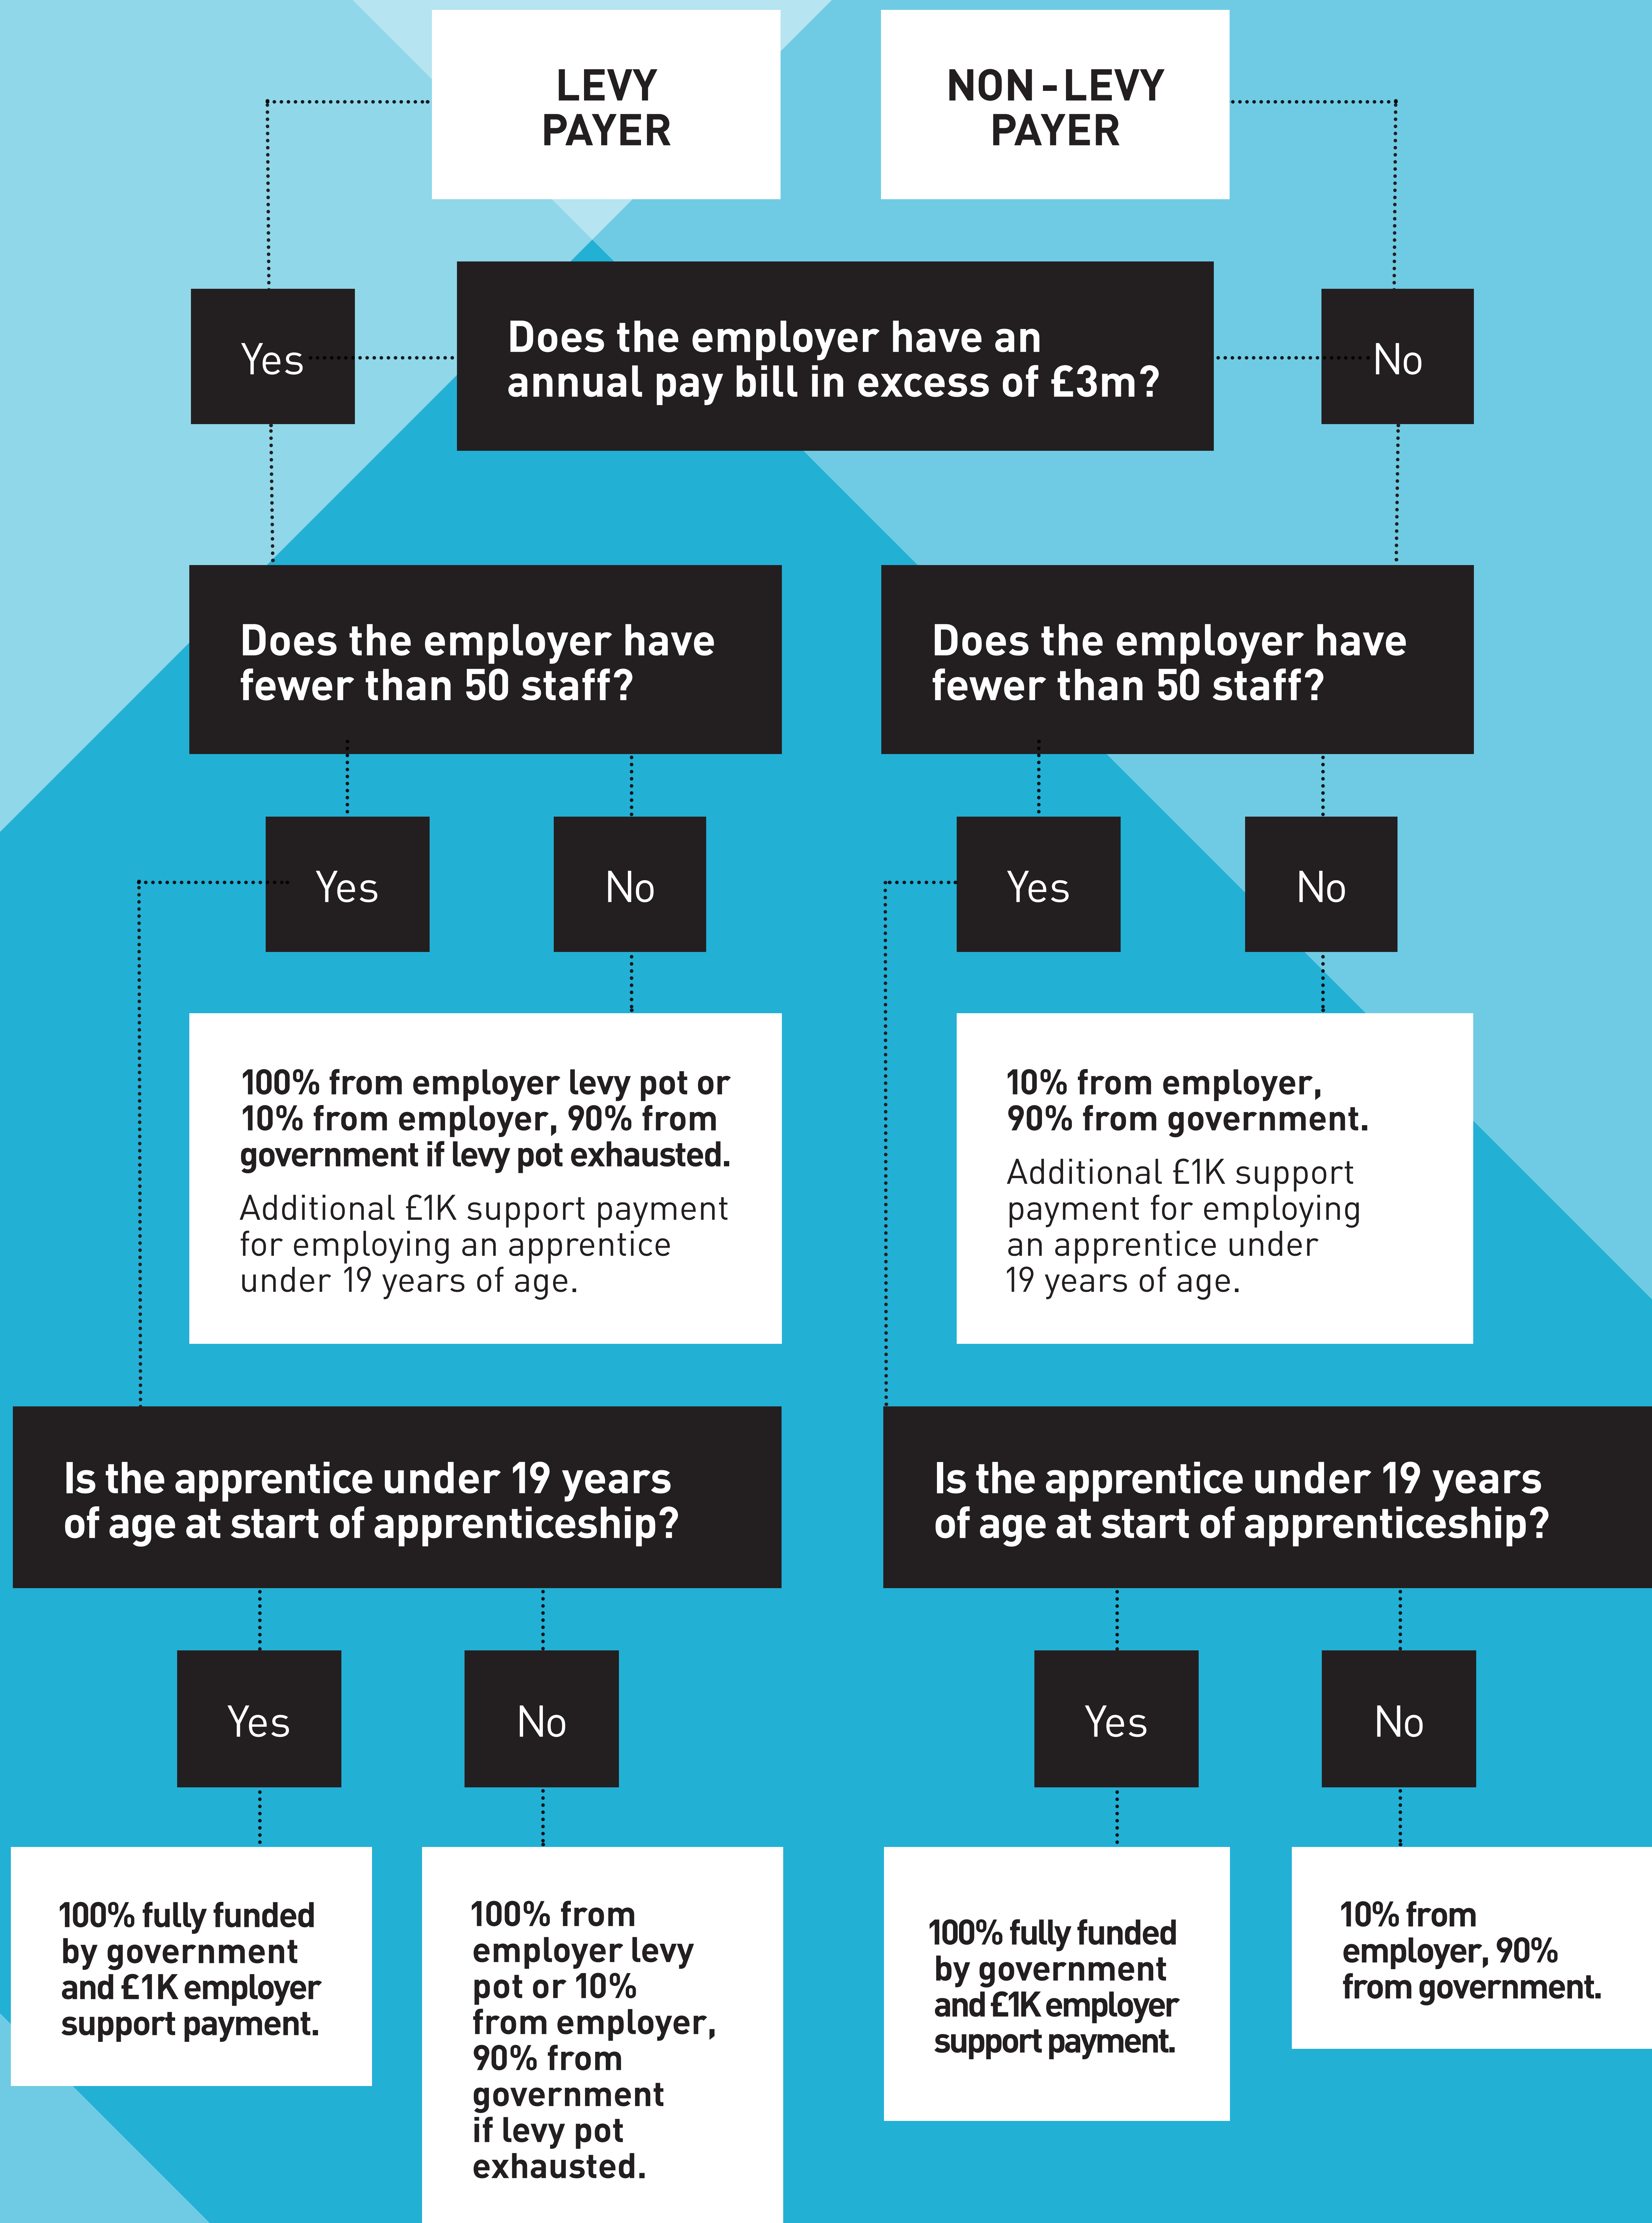 LEVY
PAYER
NON-LEVY
PAYER
Yes
Does the employer have an
annual pay bill in excess of £3m?
No
Does the employer have
fewer than 50 staff?
Does the employer have
fewer than 50 staff?
Yes
No
Yes
No
100% from employer levy pot or
10% from employer, 90% from
government if levy pot exhausted.
Additional £1K support payment
for employing an apprentice
under 19 years of age.
10% from employer,
90% from government.
Additional £1K support
payment for employing
an apprentice under
19 years of age.
Is the apprentice under 19 years
of age at start of apprenticeship?
Is the apprentice under 19 years
of age at start of apprenticeship?
Yes
No
Yes
No
100% fully funded
by government
and £1K employer
support payment.
100% from
employer levy
pot or 10%
from employer,
90% from
government
if levy pot
exhausted.
100% fully funded
by government
and £1K employer
support payment.
10% from
employer, 90%
from government.